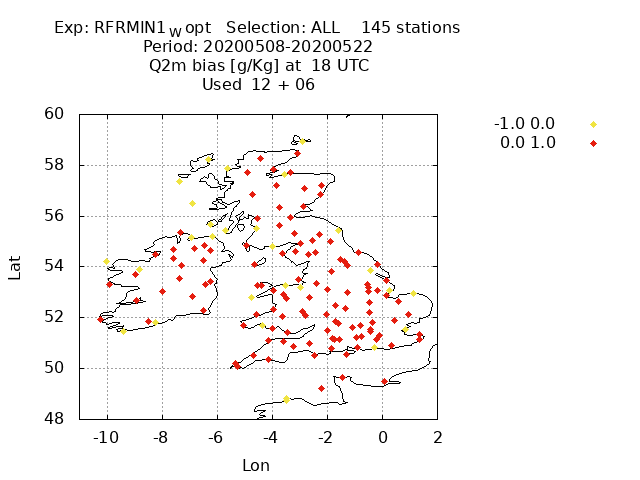 Exp: RFRMIN1_W opt   Selection: ALL    145 stations
Period: 20200508-20200522
Q2m bias [g/Kg] at  18 UTC
Used  12 + 06
-1.0 0.0
0.0 1.0
60
58
56
54
52
50
48
Lat
-10 -8 -6 -4 -2 0 2
Lon